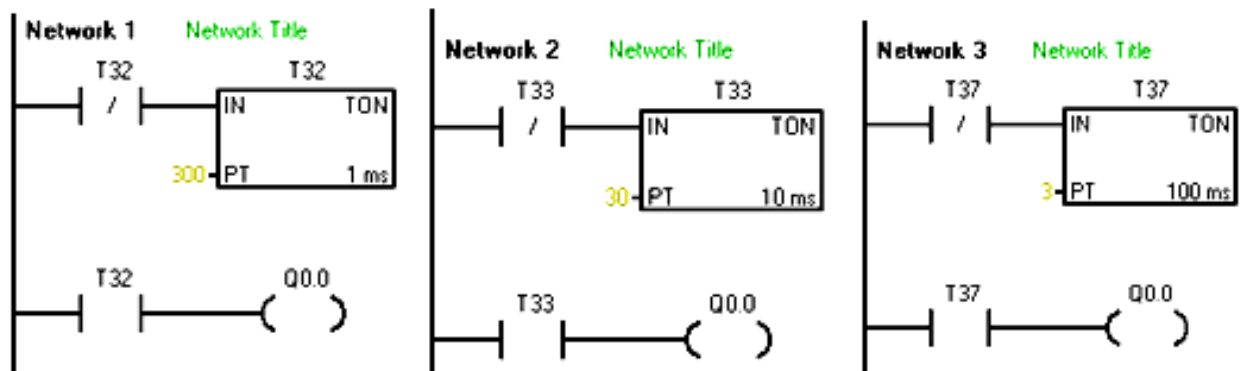 Network 1 Network Title
T32 T32
/ IN TON
300 PT 1 ms
T32 Q0.0
Network 2 Network Title
T33 T33
/ IN TON
30 PT 10 ms
T33 Q0.0
Network 3 Network Title
T37 T37
/ IN TON
3 PT 100 ms
T37 Q0.0